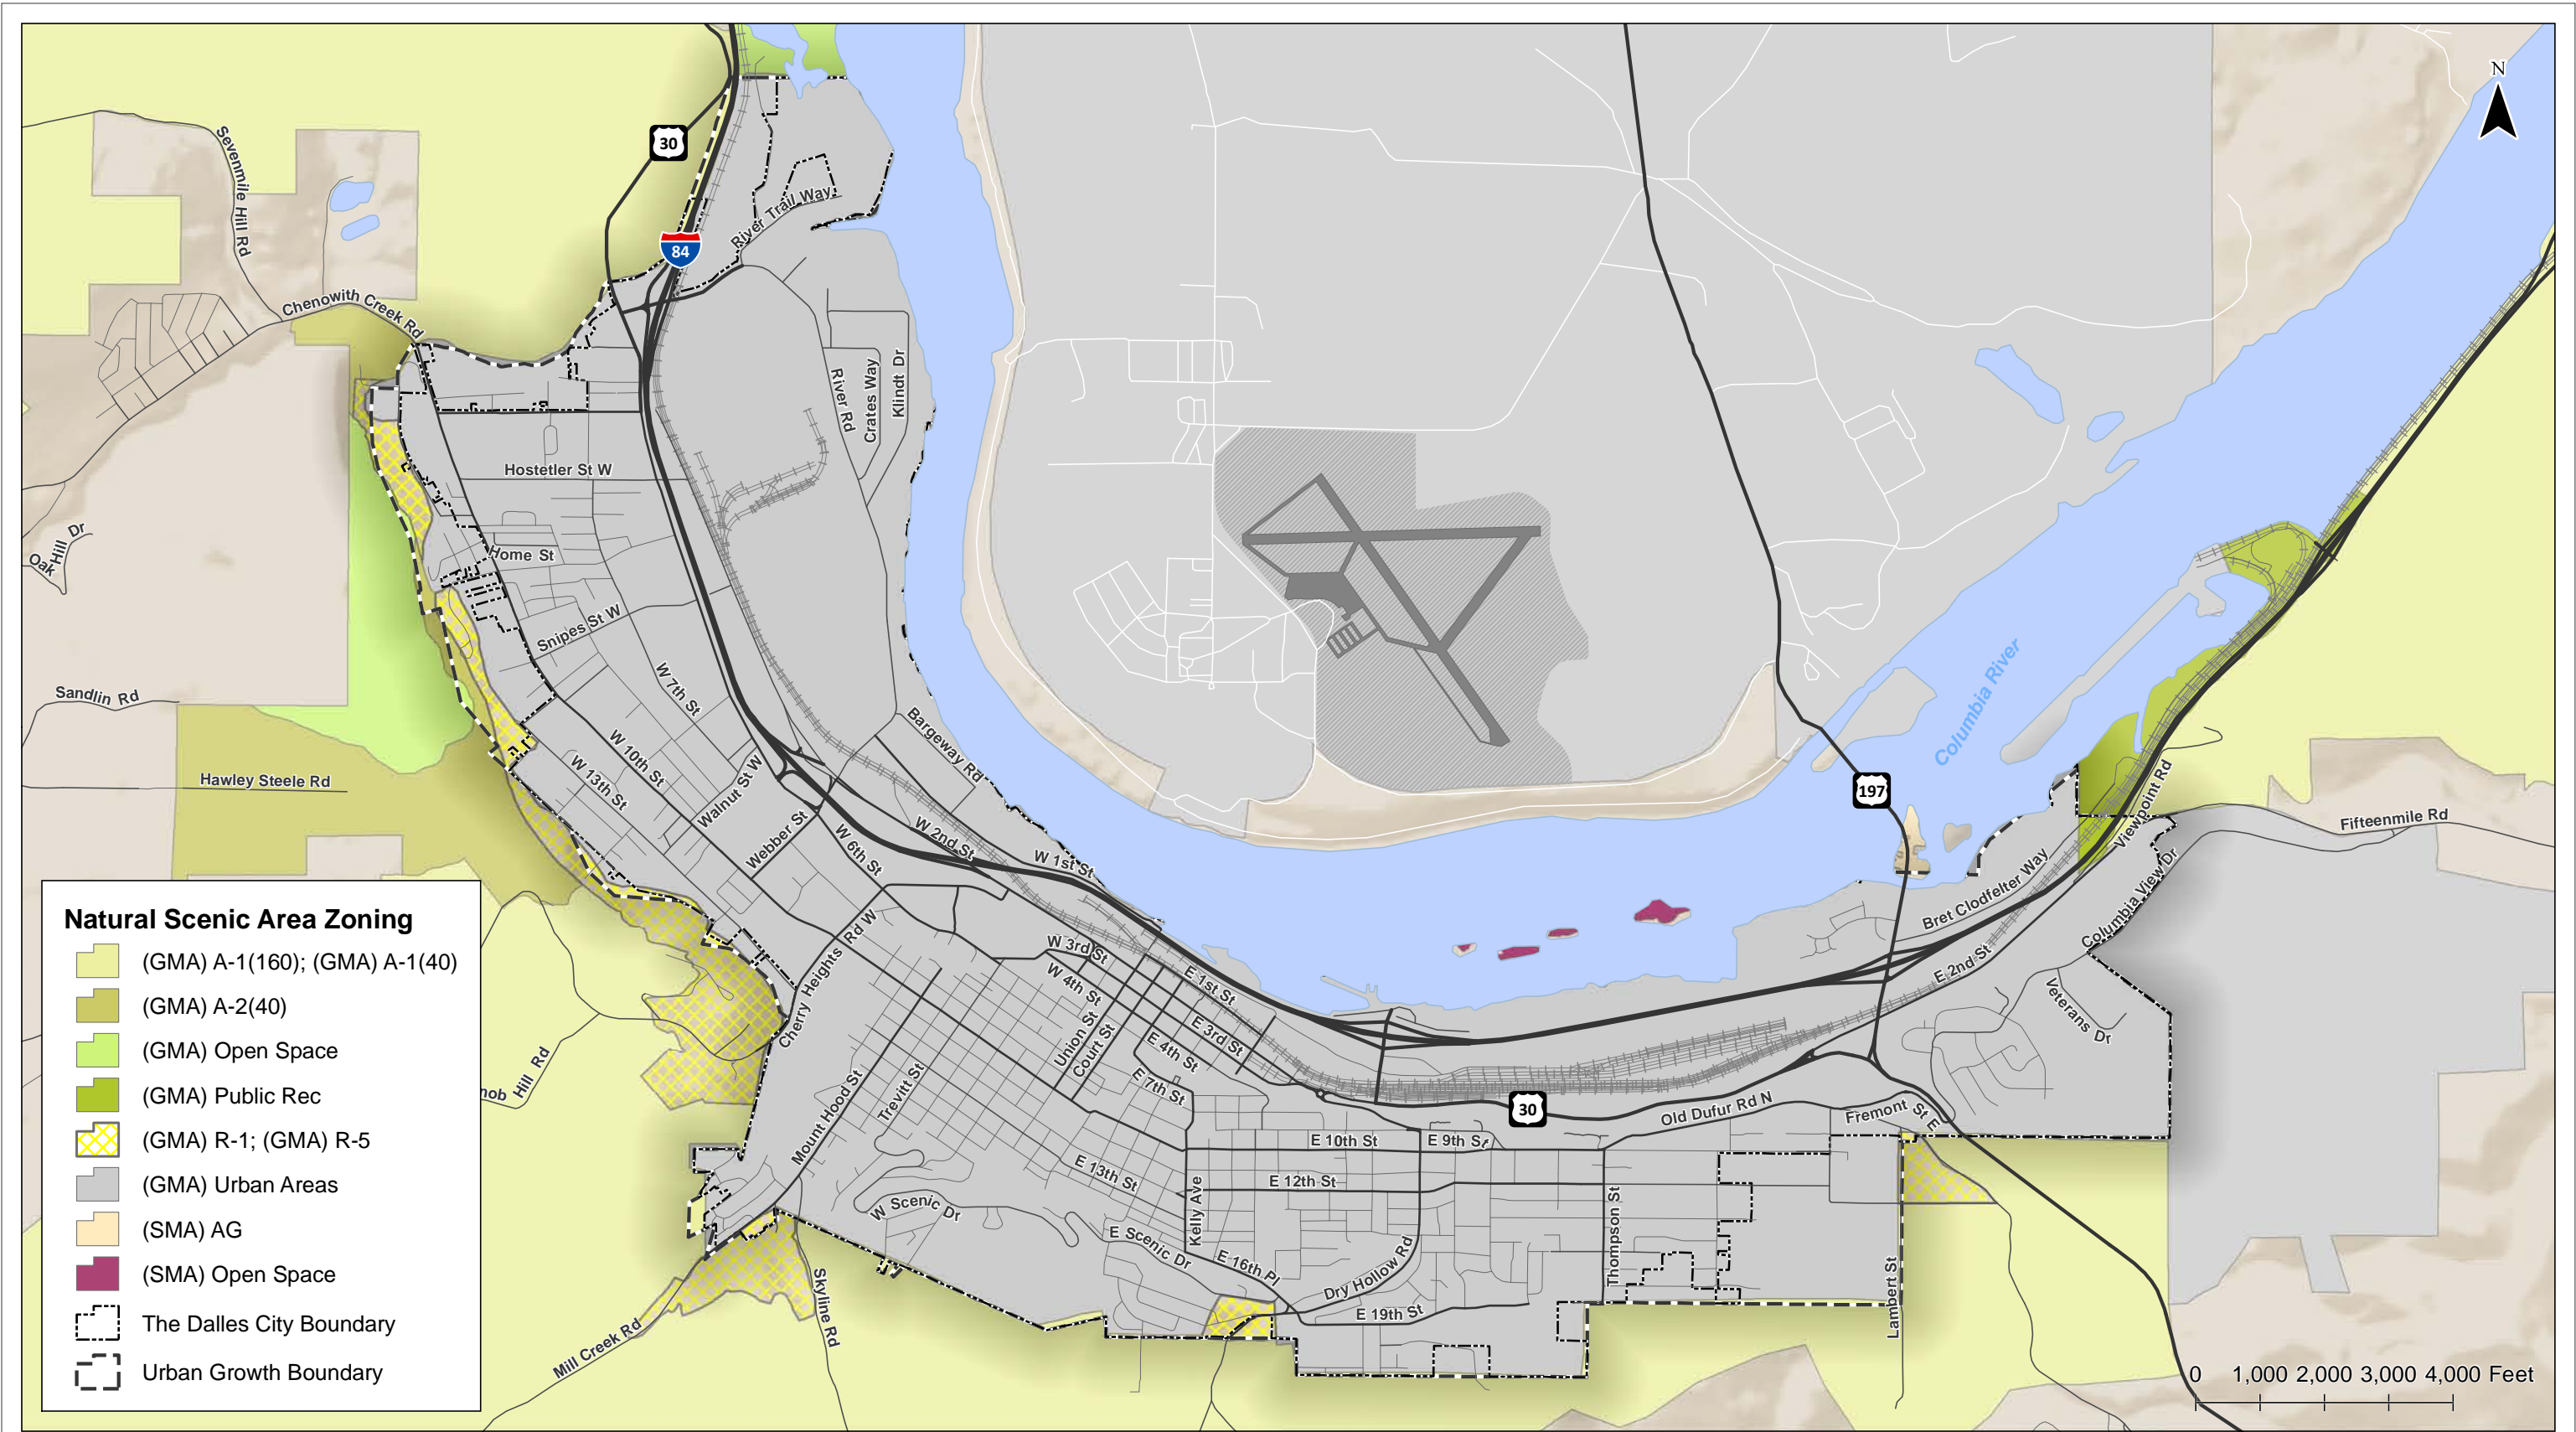 N
30
Sevenmile Hill Rd
River Trail Way
84
Chenowith Creek Rd
River Rd
Crates Way
Klindt Dr
Hostetler St W
Oak Hill Dr
Home St
Snipes St W
Columbia River
W 7th St
Sandlin Rd
Bargeway Rd
W 10th St
W 13th St
Hawley Steele Rd
Walnut St W
197
Viewpoint Rd
Fifteenmile Rd
Webber St
W 6th St
W 2nd St
W 1st St
Bret Clodfelter Way
Columbia View Dr
Cherry Heights Rd W
W 3rd St
W 4th St
E 1st St
E 2nd St
Veterans Dr
Union St
Court St
E 3rd St
E 4th St
E 7th St
nob Hill Rd
Mount Hood St
Trevitt St
30
Old Dufur Rd N
Fremont St E
E 10th St
E 9th St
E 13th St
E 12th St
Kelly Ave
Thompson St
W Scenic Dr
E Scenic Dr
E 16th Pl
Dry Hollow Rd
E 19th St
Lambert St
Skyline Rd
Mill Creek Rd
Natural Scenic Area Zoning
(GMA) A-1(160); (GMA) A-1(40)
(GMA) A-2(40)
(GMA) Open Space
(GMA) Public Rec
(GMA) R-1; (GMA) R-5
(GMA) Urban Areas
(SMA) AG
(SMA) Open Space
The Dalles City Boundary
Urban Growth Boundary
0 1,000 2,000 3,000 4,000 Feet